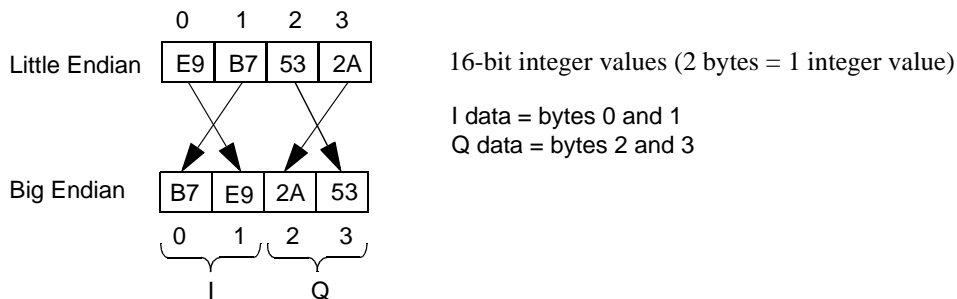 0 1 2 3
Little Endian E9 B7 53 2A
16-bit integer values (2 bytes = 1 integer value)
I data = bytes 0 and 1
Q data = bytes 2 and 3
Big Endian B7 E9 2A 53
0 1 2 3
I Q